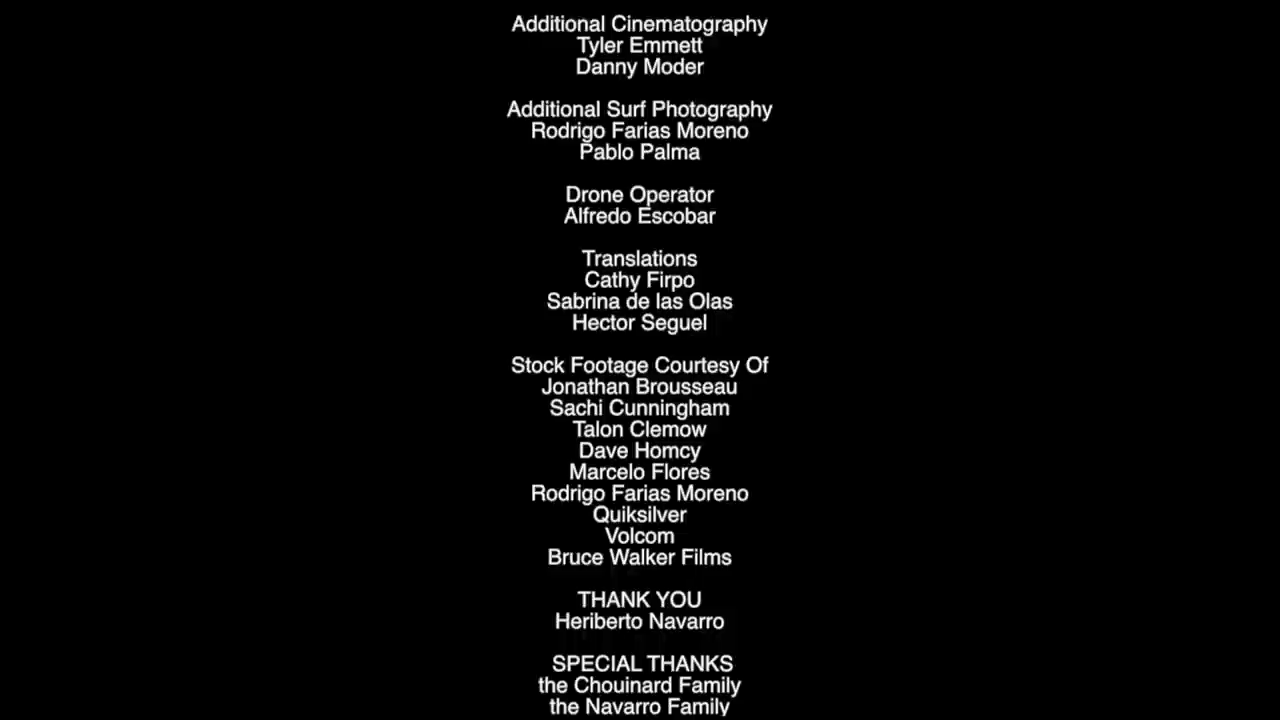 Additional Cinematography
Tyler Emmett
Danny Moder
Additional Surf Photography
Rodrigo Farias Moreno
Pablo Palma
Drone Operator
Alfredo Escobar
Translations
Cathy Firpo
Sabrina de las Olas
Hector Seguel
Stock Footage Courtesy Of
Jonathan Brousseau
Sachi Cunningham
Talon Clemow
Dave Homcy
Marcelo Flores
Rodrigo Farias Moreno
Quiksilver
Volcom
Bruce Walker Films
THANK YOU
Heriberto Navarro
SPECIAL THANKS
the Chouinard Family
the Navarro Family